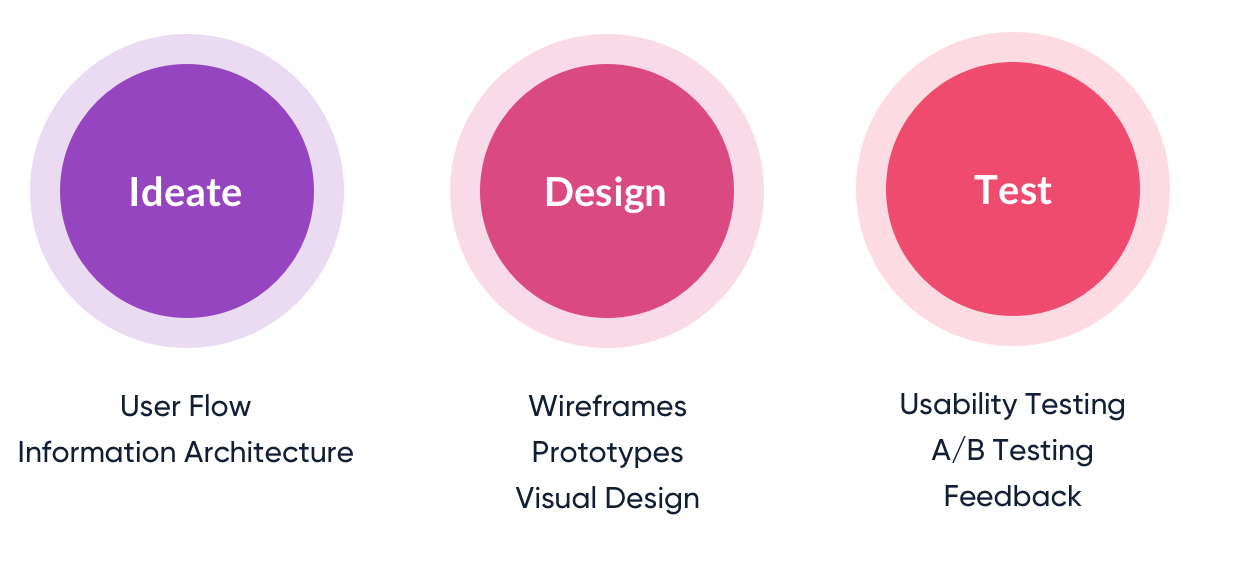 Ideate
User Flow
Information Architecture
Design
Wireframes
Prototypes
Visual Design
Test
Usability Testing
A/B Testing
Feedback